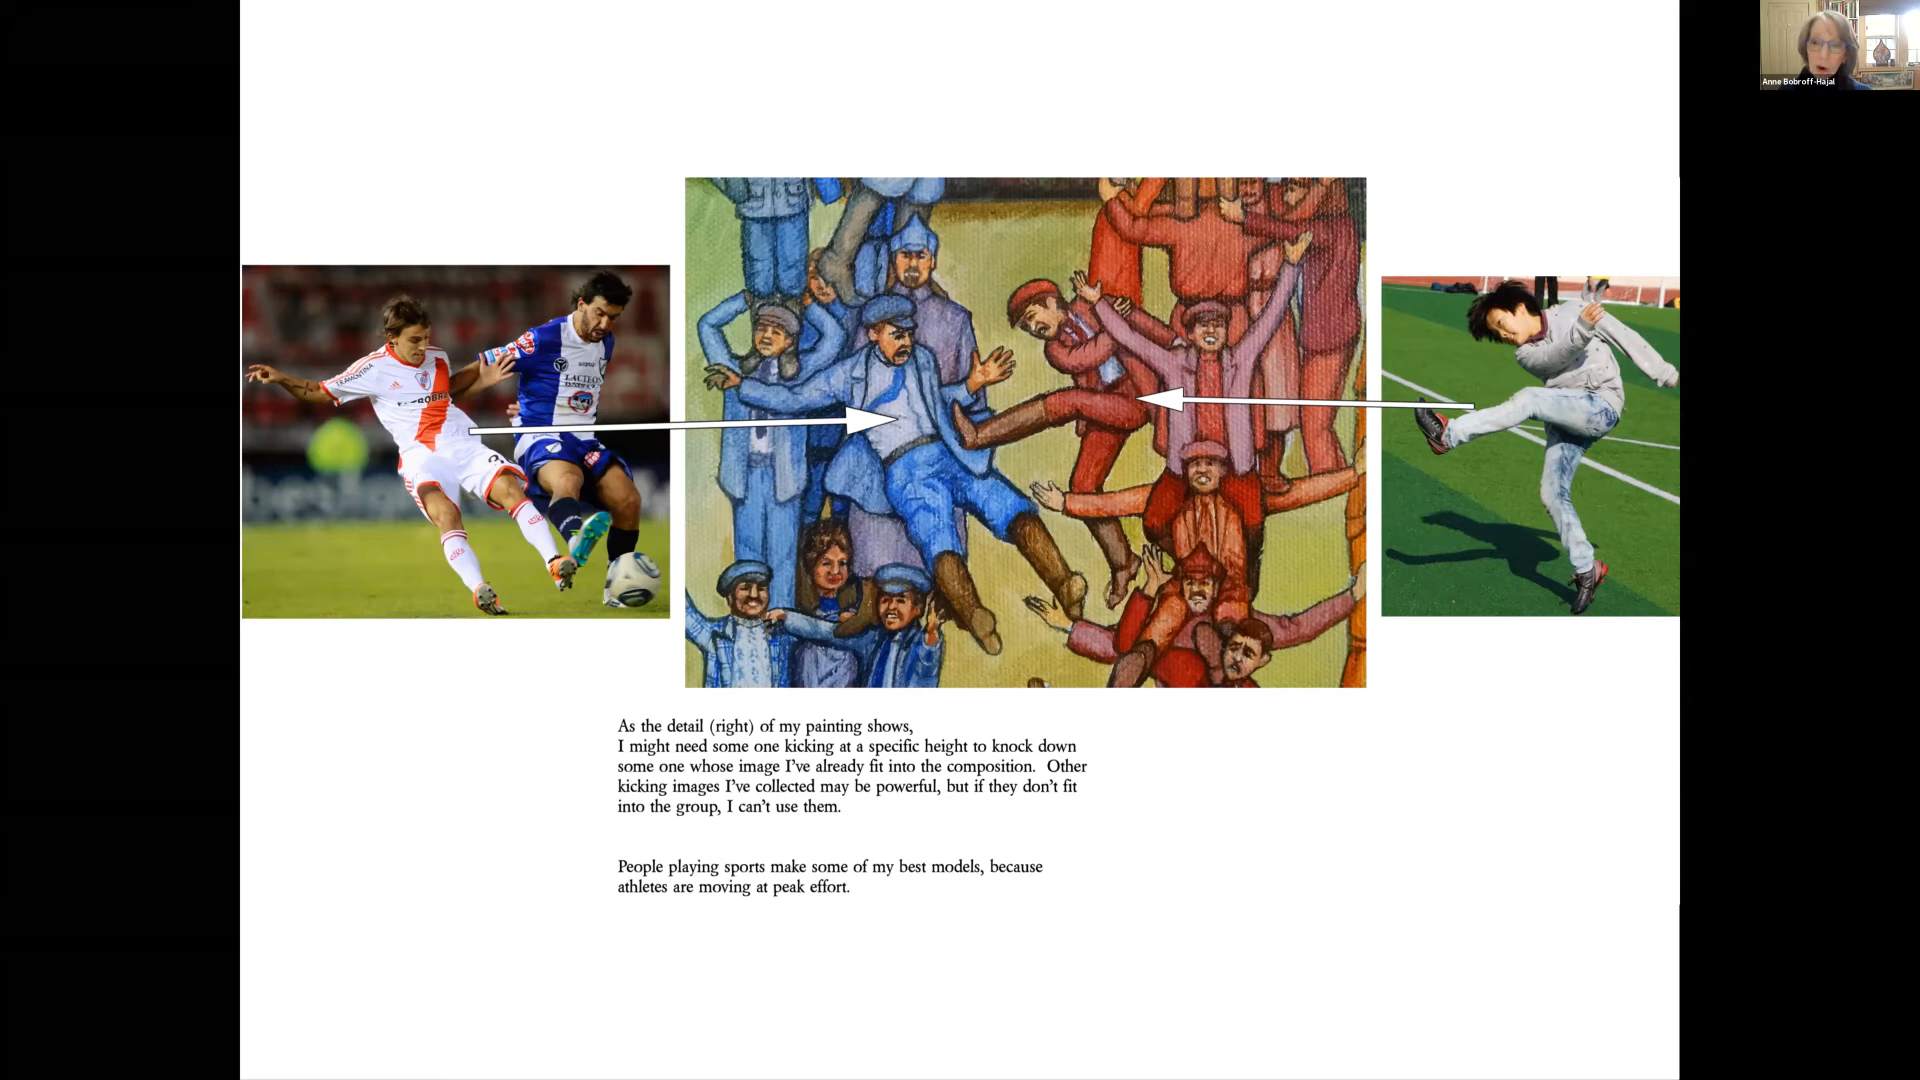 Anne Bobroff-Hajal
TRAMONTINA
adidas
LACTEOS
As the detail (right) of my painting shows,
I might need some one kicking at a specific height to knock down
some one whose image I've already fit into the composition.  Other
kicking images I've collected may be powerful, but if they don't fit
into the group, I can't use them.
People playing sports make some of my best models, because
athletes are moving at peak effort.